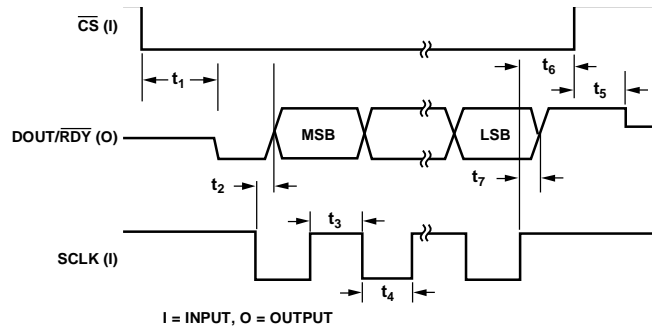 CS (I)
t1
t6
t5
DOUT/RDY (O)
MSB
LSB
t2
t7
t3
SCLK (I)
t4
I = INPUT, O = OUTPUT